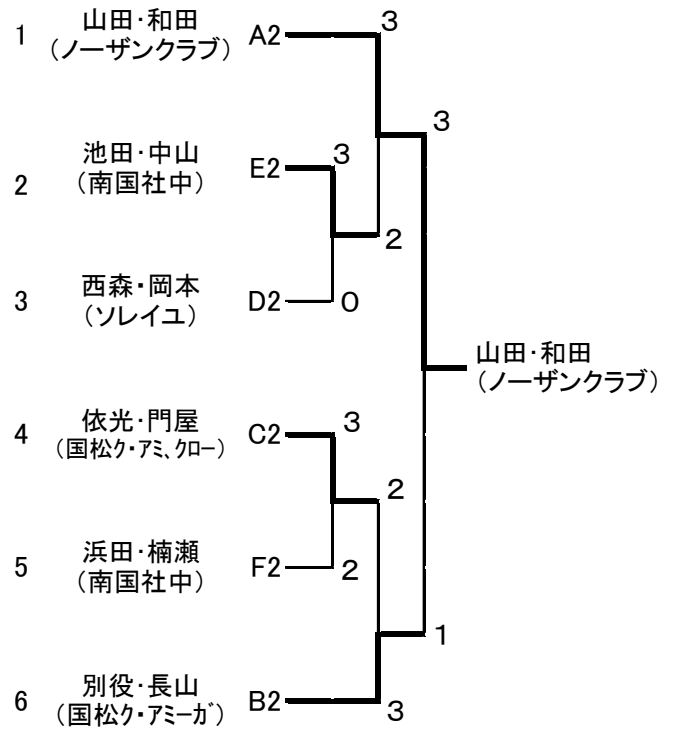 1 山田・和田 A2 3
(ノーザンクラブ)
3
2 池田・中山 E2 3
(南国社中)
2
3 西森・岡本 D2 0
(ソレイユ)
山田・和田
(ノーザンクラブ)
4 依光・門屋 C2 3
(国松ク・アミ、クロー)
2
5 浜田・楠瀬 F2 2
(南国社中)
1
6 別役・長山 B2 3
(国松ク・アミーガ)